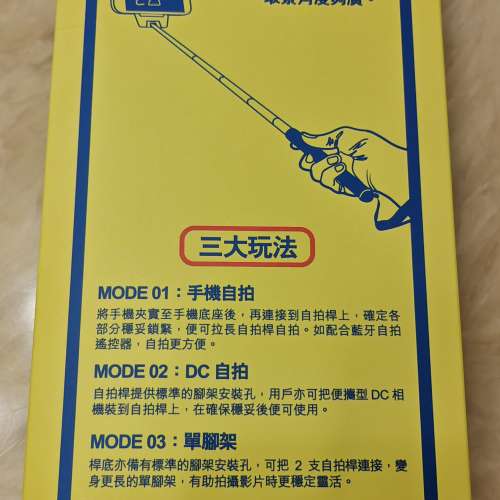 取景角度夠廣。
三大玩法
MODE 01：手機自拍
將手機夾實至手機底座後，再連接到自拍桿上，確定各
部分穩妥鎖緊，便可拉長自拍桿自拍。如配合藍牙自拍
遙控器，自拍更方便。
MODE 02：DC 自拍
自拍桿提供標準的腳架安裝孔，用戶亦可把便攜型 DC 相
機裝到自拍桿上，在確保穩妥後便可使用。
MODE 03：單腳架
桿底亦備有標準的腳架安裝孔，可把 2 支自拍桿連接，變
身更長的單腳架，有助拍攝影片時更穩定靈活。